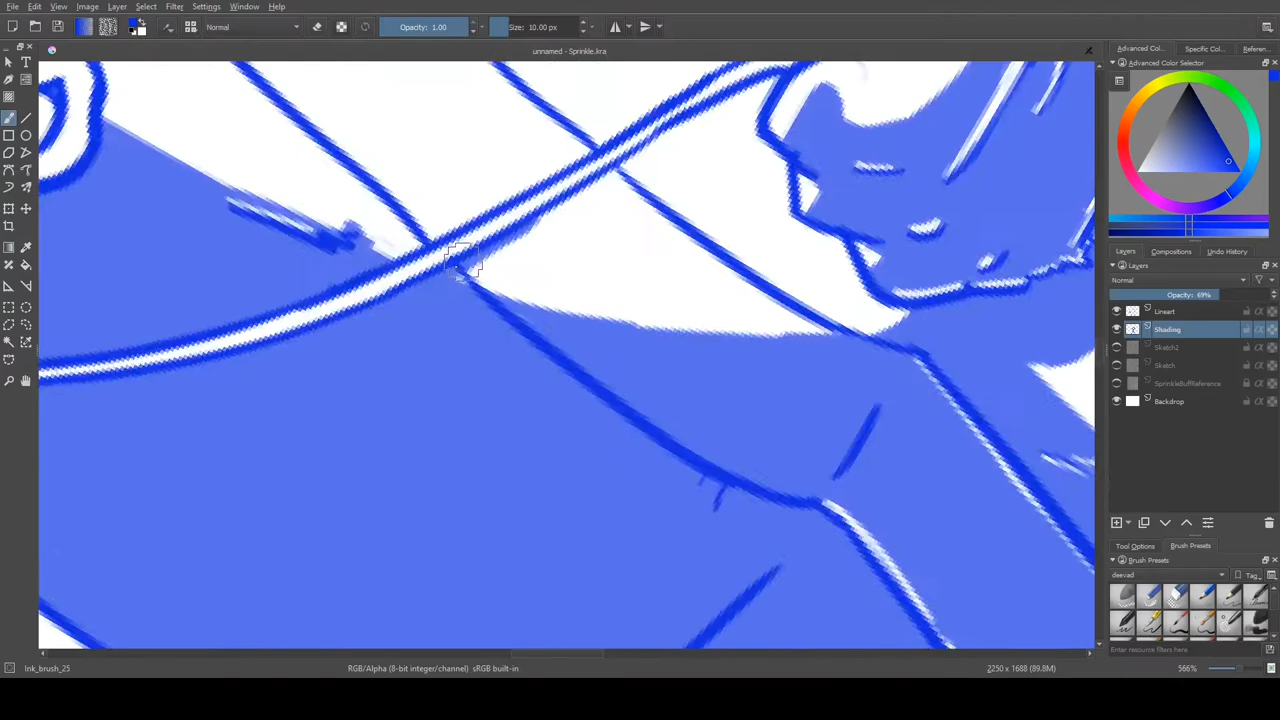 File Edit View Image Layer Select Filter Settings Window Help
Normal Opacity: 1.00 Size: 10.00 px
unnamed - Sprinkle.kra
Advanced Col... Specific Col... Referen...
Advanced Color Selector
Layers Compositions Undo History
Layers
Normal
Opacity: 69%
Lineart
Shading
Sketch2
Sketch
SprinkleBuffReference
Backdrop
Tool Options Brush Presets
Brush Presets
deevad Tag
Enter resource filters here
Ink_brush_25 RGB/Alpha (8-bit integer/channel) sRGB built-in 2250 x 1688 (89.8M) 566%